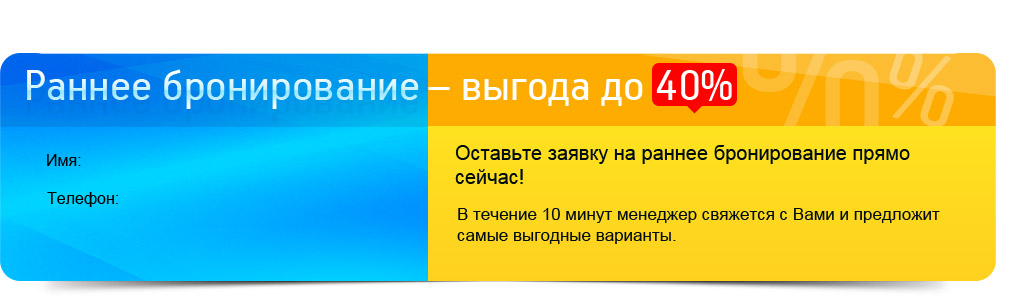 Раннее бронирование – выгода до 40%
%%
Имя:
Телефон:
Оставьте заявку на раннее бронирование прямо
сейчас!
В течение 10 минут менеджер свяжется с Вами и предложит
самые выгодные варианты.